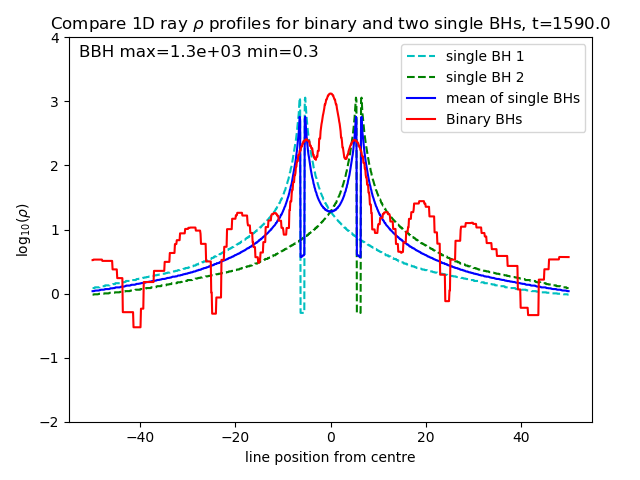 Compare 1D ray ρ profiles for binary and two single BHs, t=1590.0
BBH max=1.3e+03 min=0.3
single BH 1
single BH 2
mean of single BHs
Binary BHs
log₁₀(ρ)
4
3
2
1
0
−1
−2
−40 −20 0 20 40
line position from centre